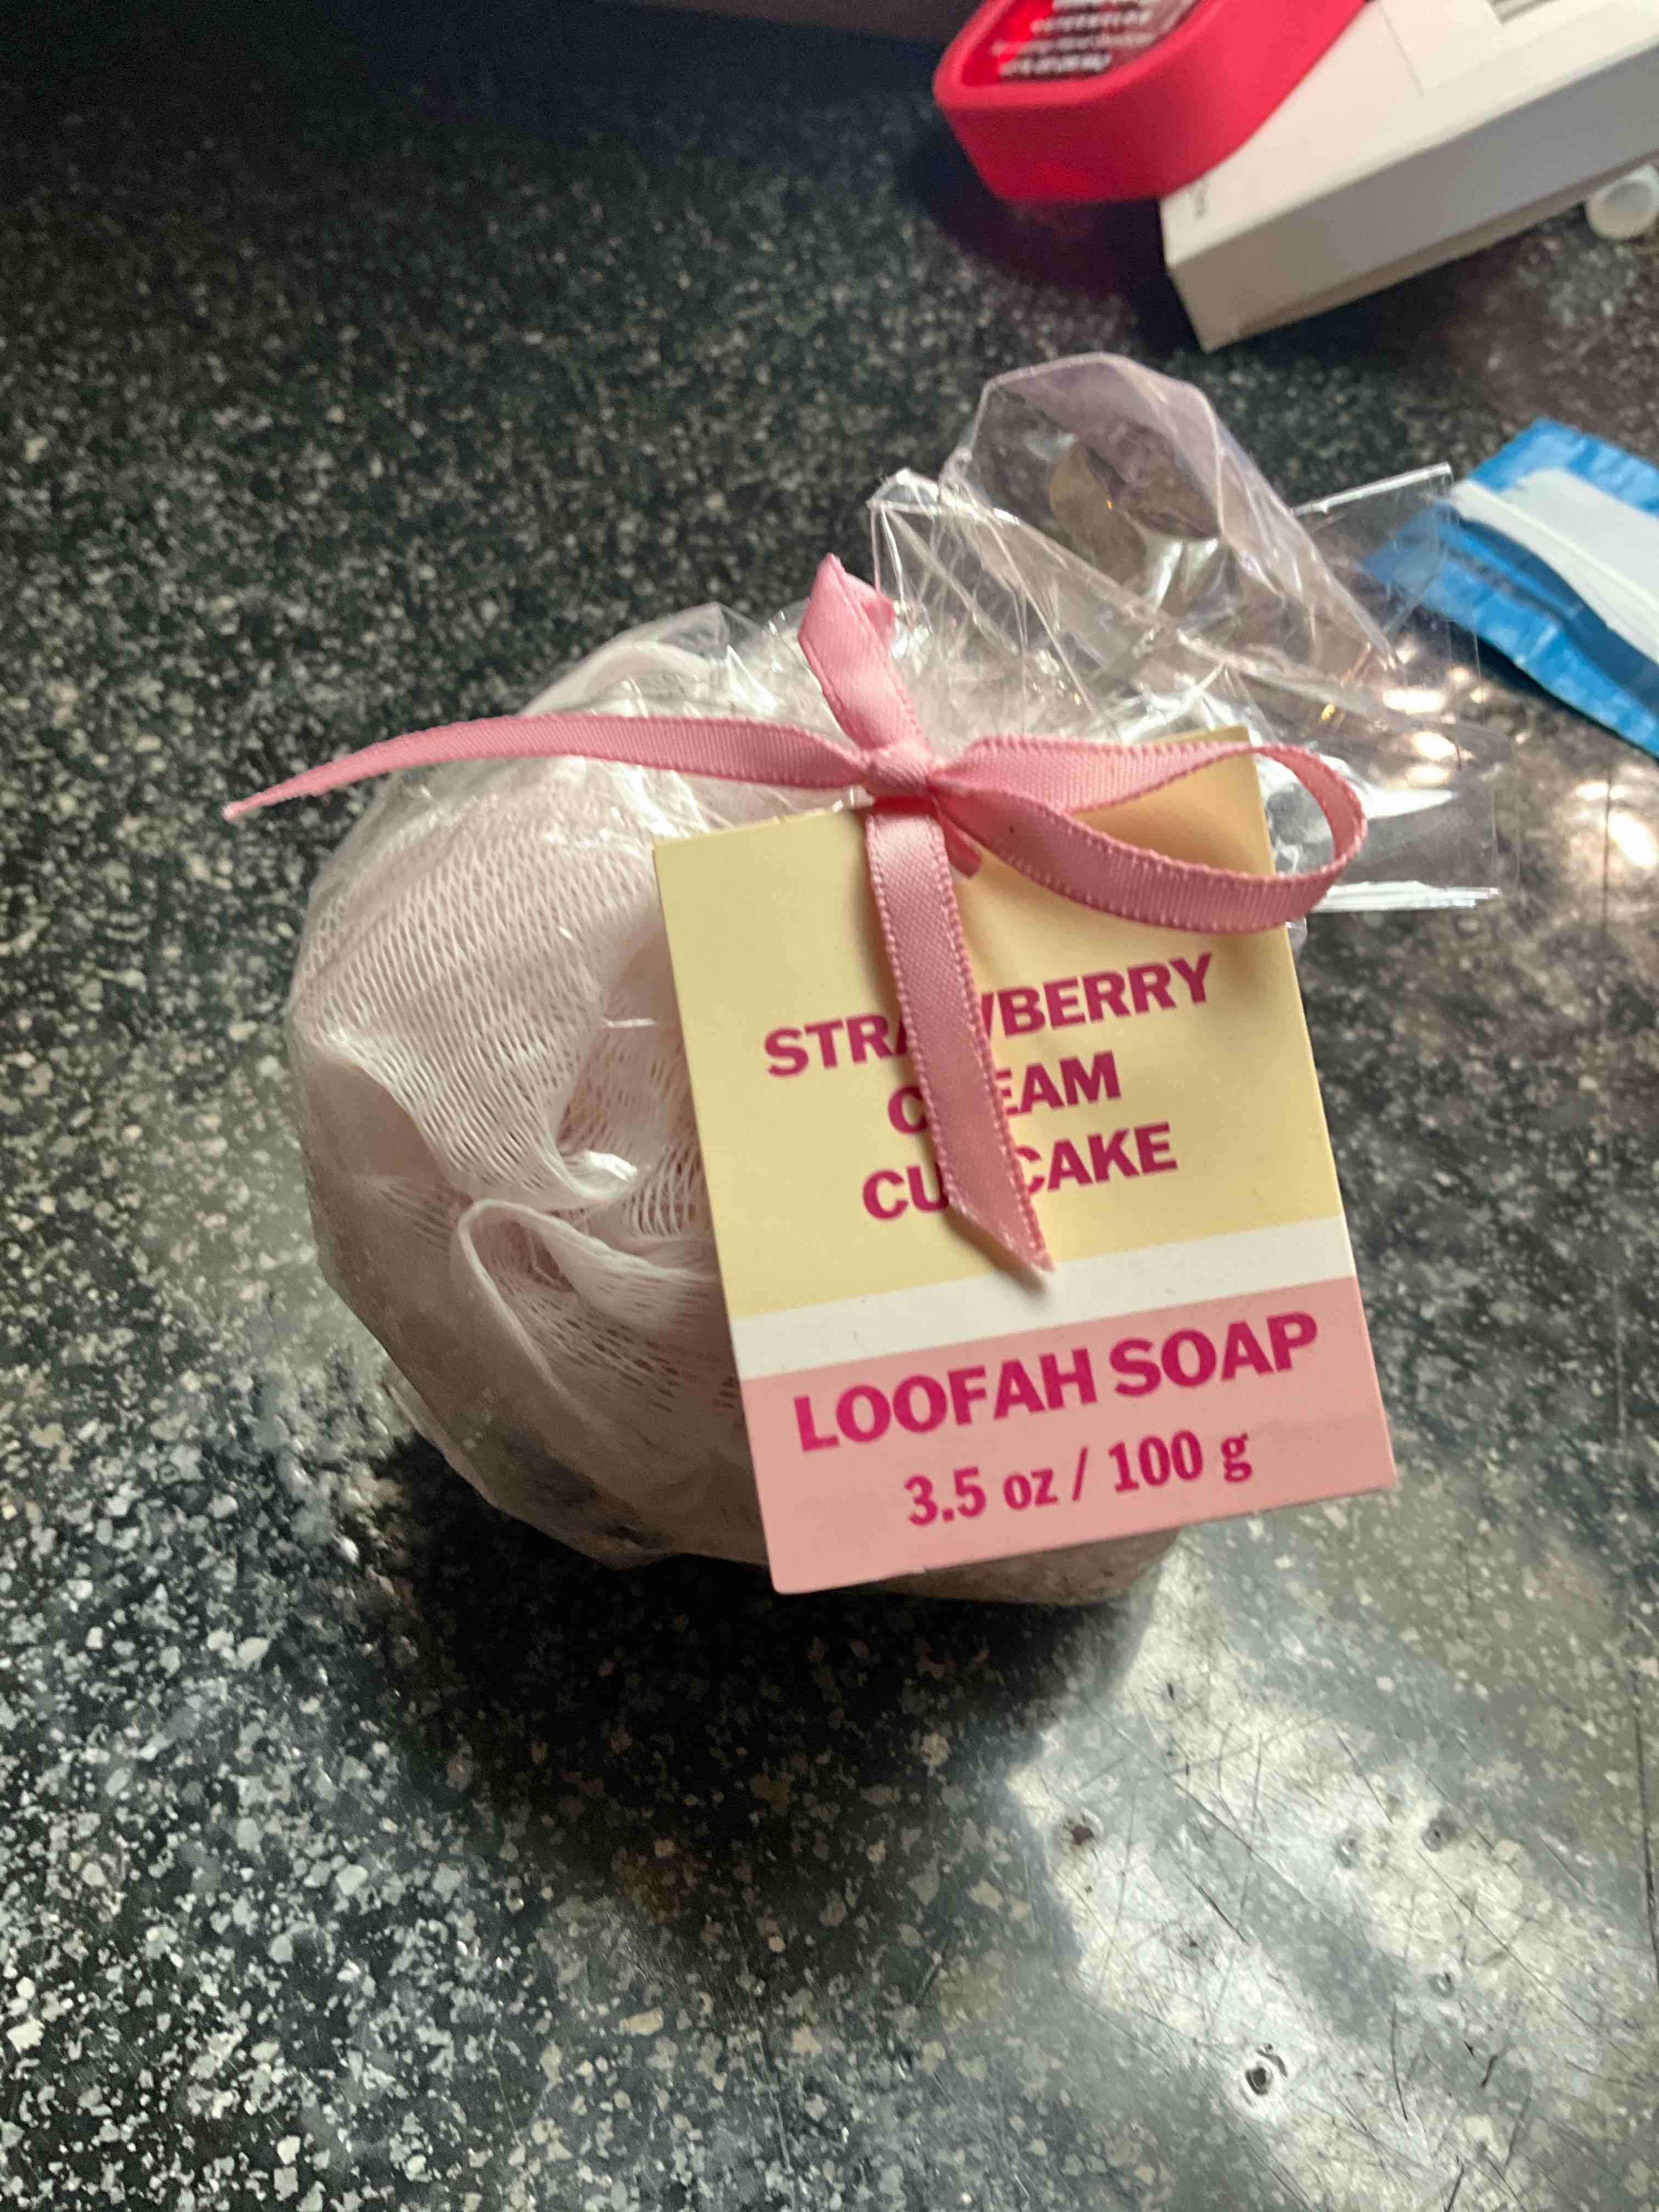 STRAWBERRY
CREAM
CUPCAKE
LOOFAH SOAP
3.5 oz / 100 g